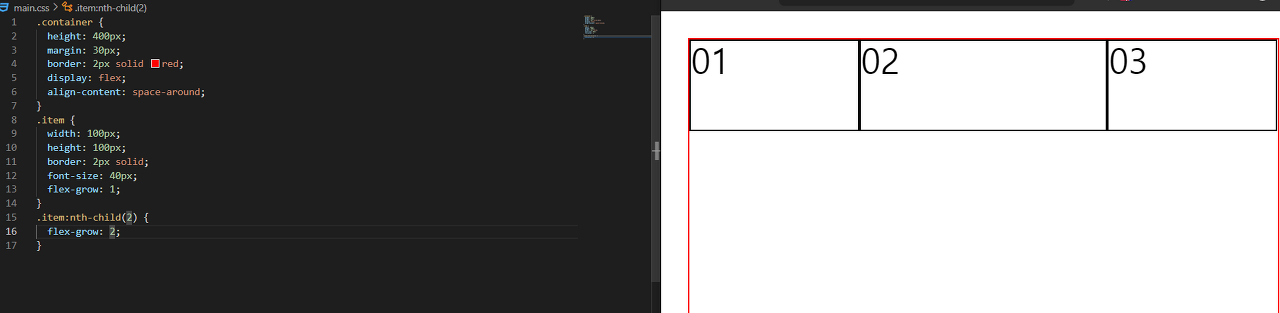 main.css > .item:nth-child(2)
1 .container {
2 height: 400px;
3 margin: 30px;
4 border: 2px solid red;
5 display: flex;
6 align-content: space-around;
7 }
8 .item {
9 width: 100px;
10 height: 100px;
11 border: 2px solid;
12 font-size: 40px;
13 flex-grow: 1;
14 }
15 .item:nth-child(2) {
16 flex-grow: 2;
17 }
01 02 03